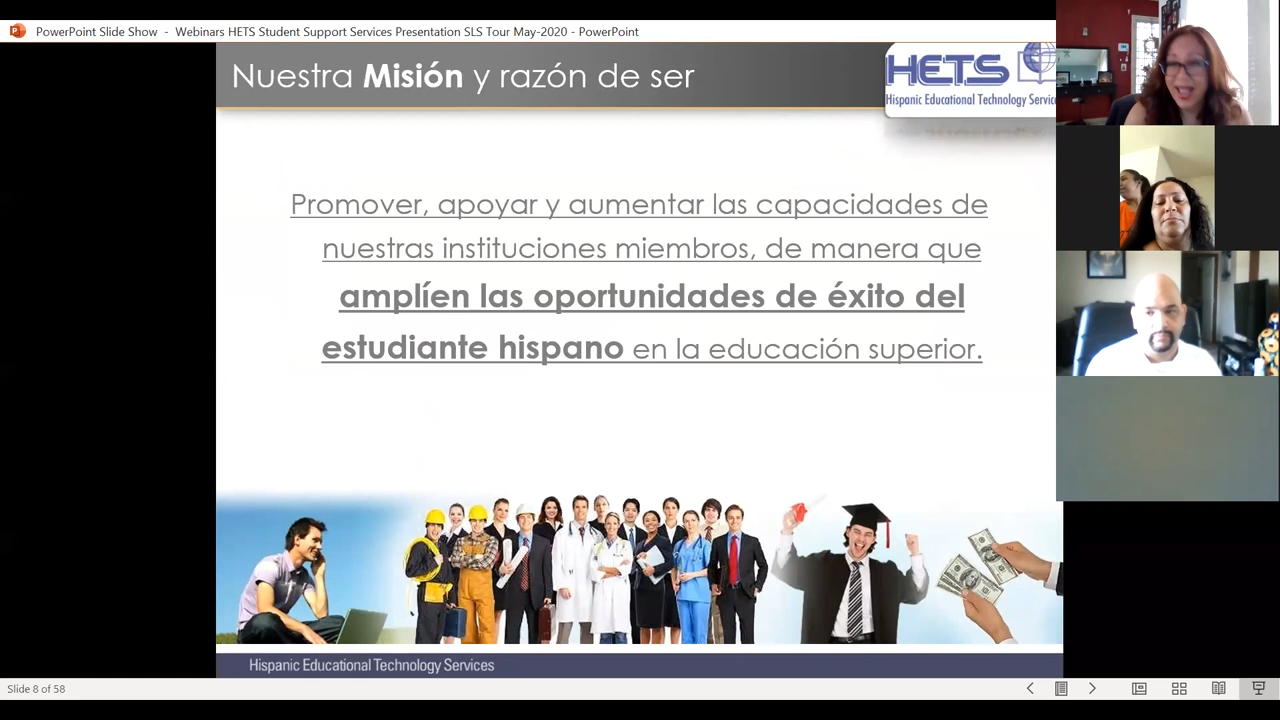 PowerPoint Slide Show - Webinars HETS Student Support Services Presentation SLS Tour May-2020 - PowerPoint
Nuestra Misión y razón de ser
HETS
Hispanic Educational Technology Servic
Promover, apoyar y aumentar las capacidades de
nuestras instituciones miembros, de manera que
amplíen las oportunidades de éxito del
estudiante hispano en la educación superior.
Hispanic Educational Technology Services
Slide 8 of 58